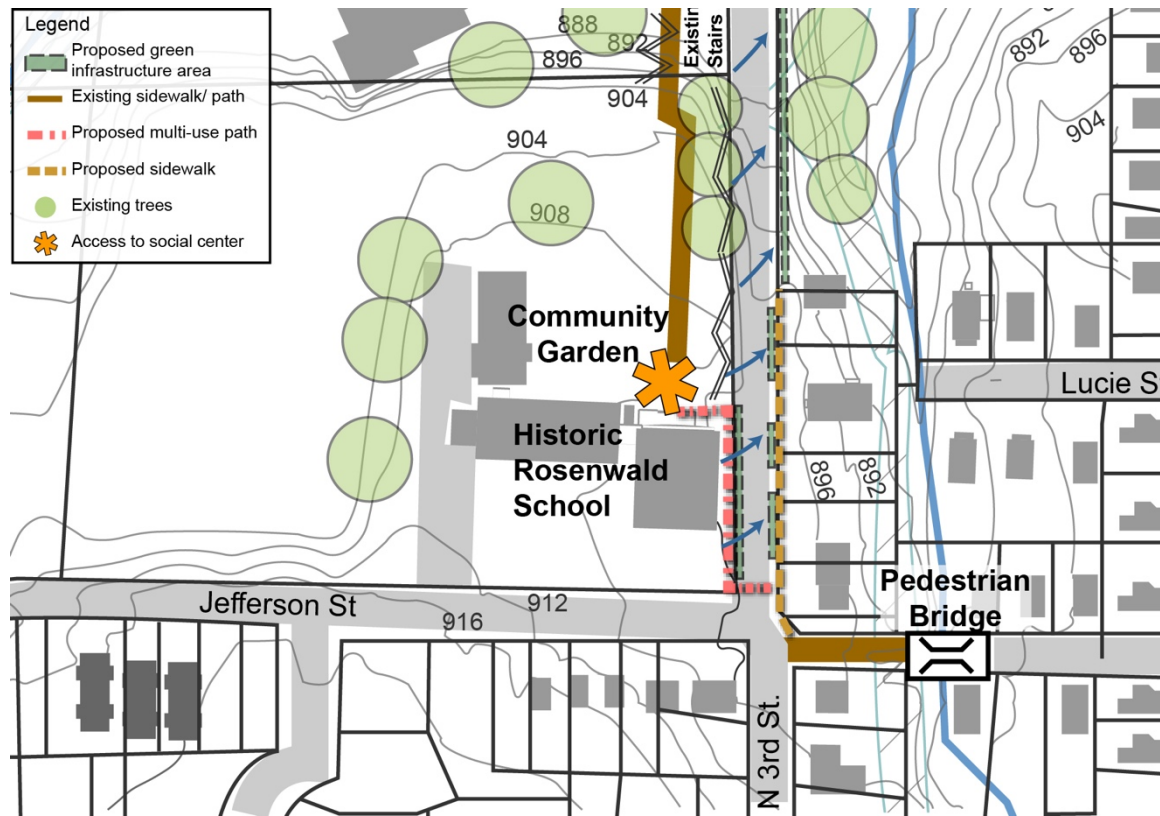 Legend
Proposed green
infrastructure area
Existing sidewalk/ path
Proposed multi-use path
Proposed sidewalk
Existing trees
Access to social center
888
892
896
904
Existin
Stairs
892
896
904
904
908
Community
Garden
Lucie S
Historic
Rosenwald
School
896
892
Pedestrian
Bridge
Jefferson St
912
916
N 3rd St.